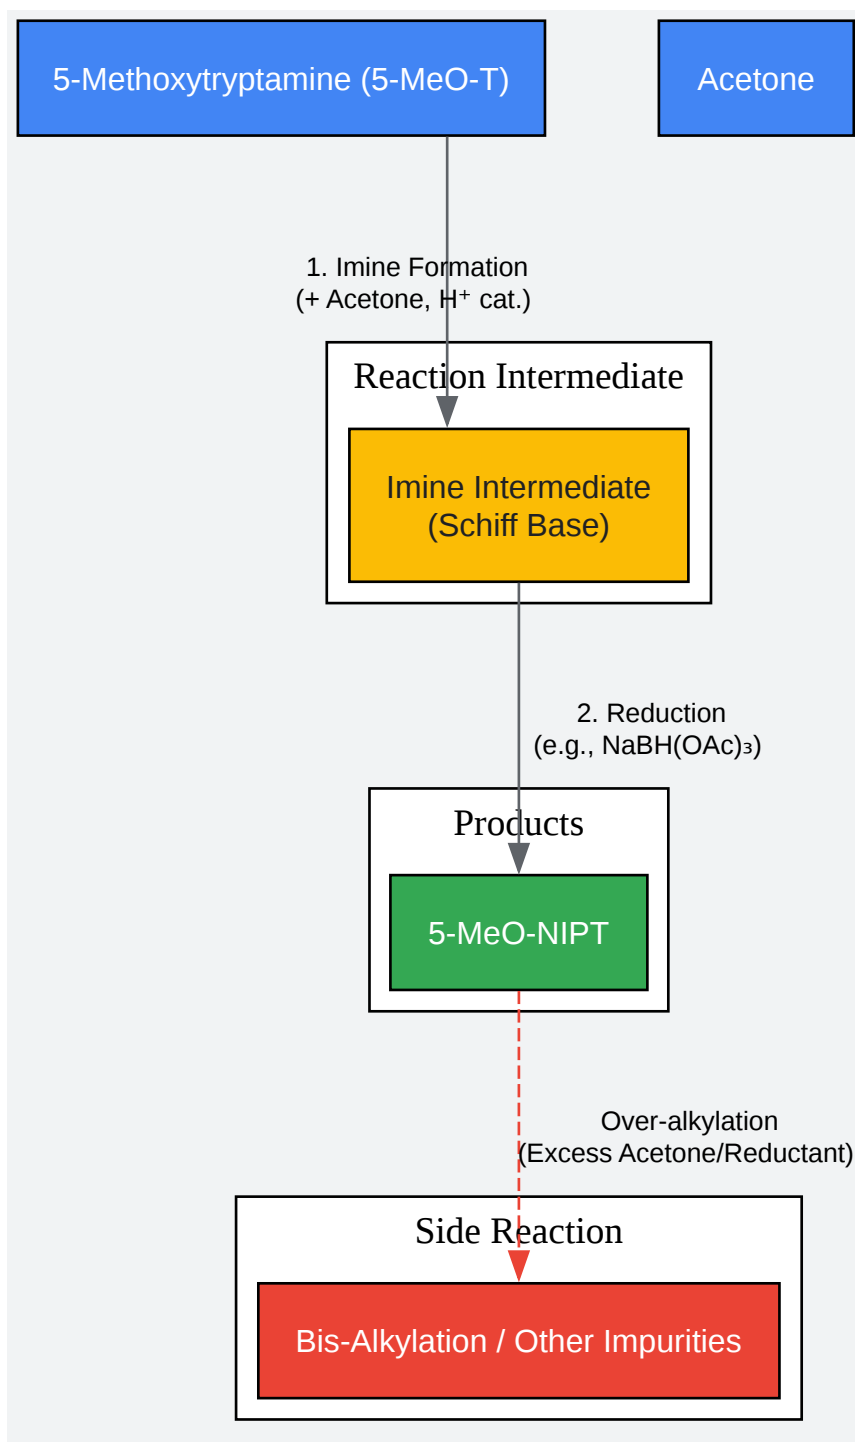 5-Methoxytryptamine (5-MeO-T)
Acetone
1. Imine Formation
(+ Acetone, H⁺ cat.)
Reaction Intermediate
Imine Intermediate
(Schiff Base)
2. Reduction
(e.g., NaBH(OAc)₃)
Products
5-MeO-NIPT
Over-alkylation
(Excess Acetone/Reductant)
Side Reaction
Bis-Alkylation / Other Impurities